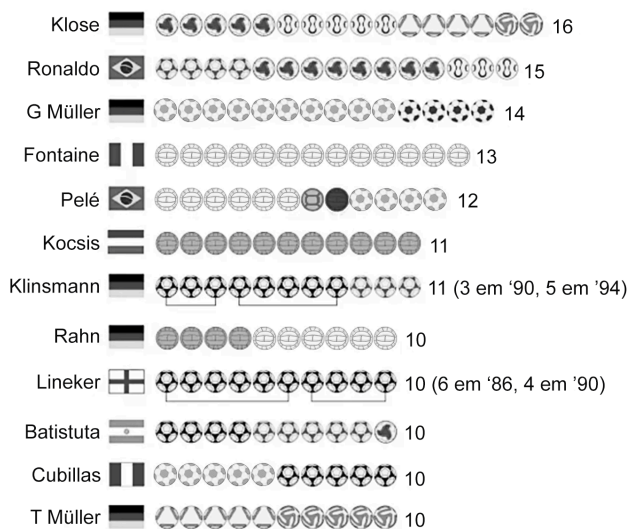 Klose 16
Ronaldo 15
G Müller 14
Fontaine 13
Pelé 12
Kocsis 11
Klinsmann 11 (3 em ‘90, 5 em ‘94)
Rahn 10
Lineker 10 (6 em ‘86, 4 em ‘90)
Batistuta 10
Cubillas 10
T Müller 10